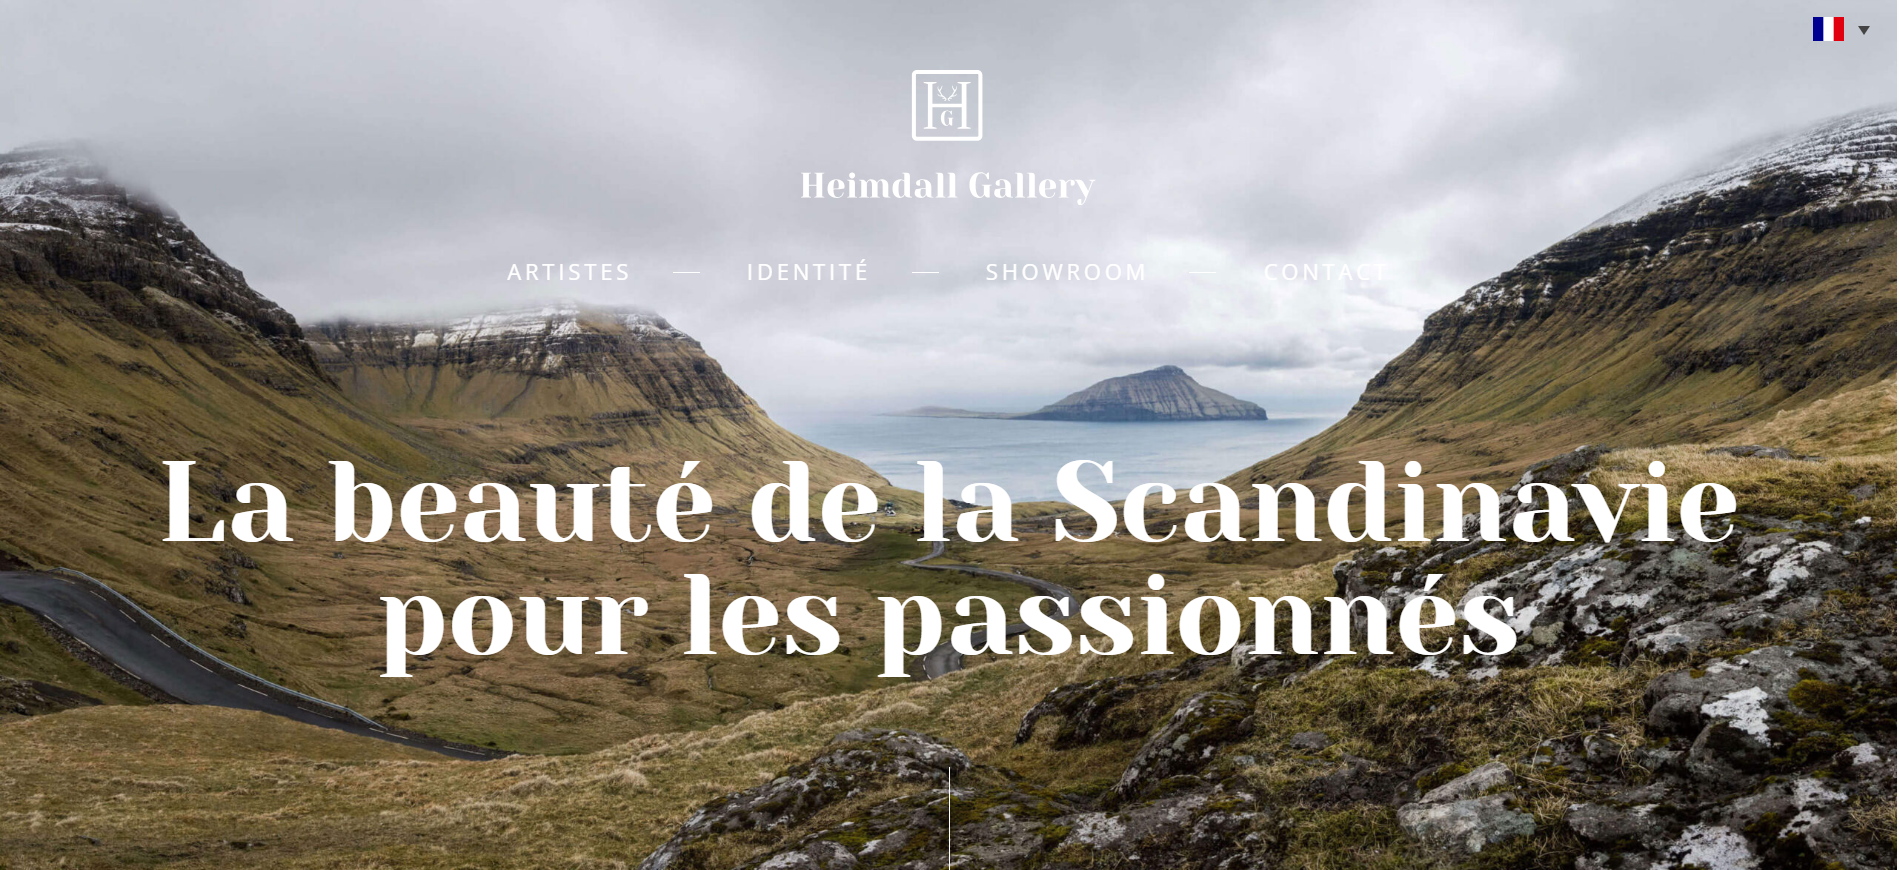 HG
Heimdall Gallery
ARTISTES — IDENTITÉ — SHOWROOM — CONTACT
La beauté de la Scandinavie
pour les passionnés